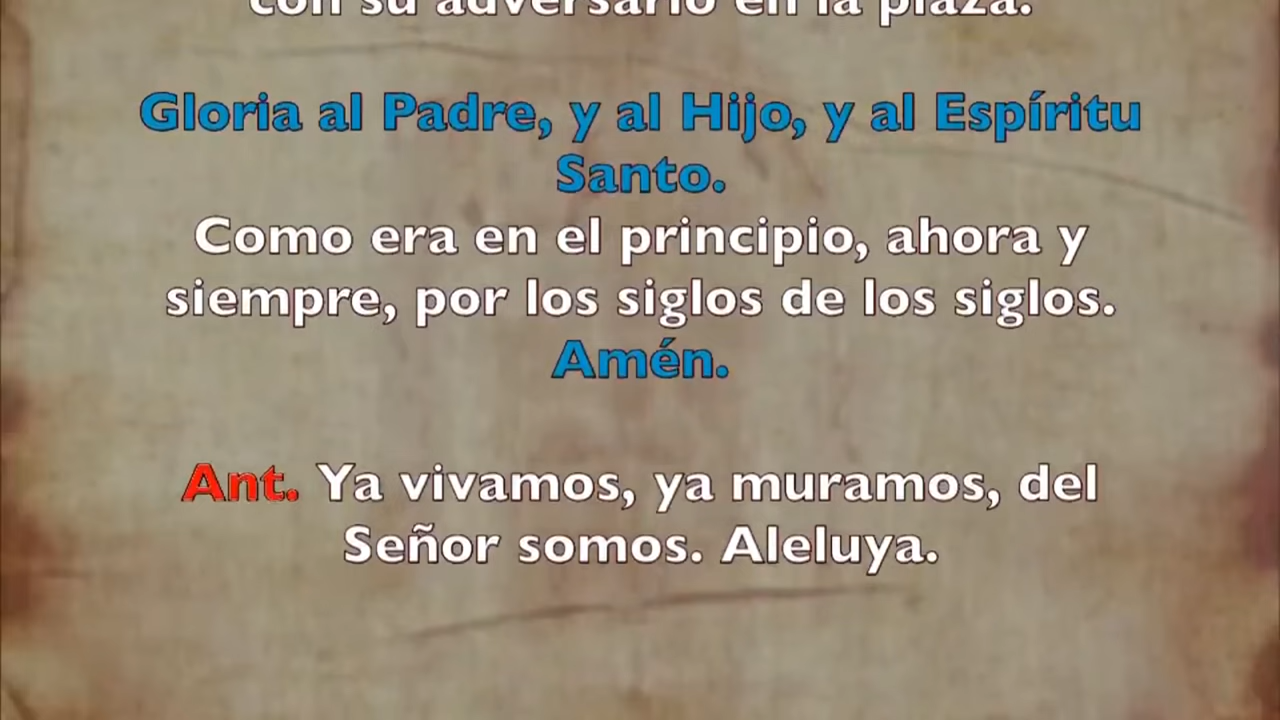 con su adversario en la plaza.
Gloria al Padre, y al Hijo, y al Espíritu
Santo.
Como era en el principio, ahora y
siempre, por los siglos de los siglos.
Amén.
Ant. Ya vivamos, ya muramos, del
Señor somos. Aleluya.